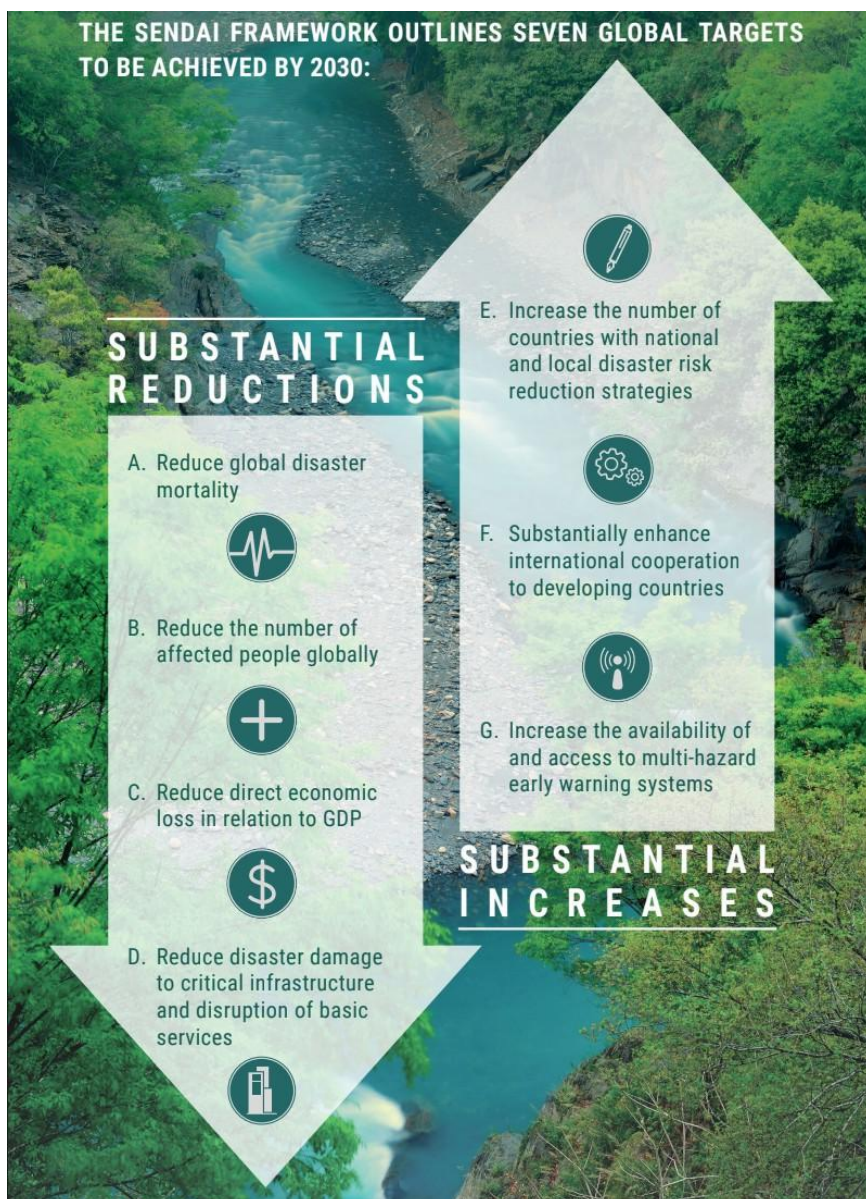 THE SENDAI FRAMEWORK OUTLINES SEVEN GLOBAL TARGETS
TO BE ACHIEVED BY 2030:
SUBSTANTIAL
REDUCTIONS
A. Reduce global disaster
mortality
B. Reduce the number of
affected people globally
C. Reduce direct economic
loss in relation to GDP
$
D. Reduce disaster damage
to critical infrastructure
and disruption of basic
services
E. Increase the number of
countries with national
and local disaster risk
reduction strategies
F. Substantially enhance
international cooperation
to developing countries
G. Increase the availability of
and access to multi-hazard
early warning systems
SUBSTANTIAL
INCREASES